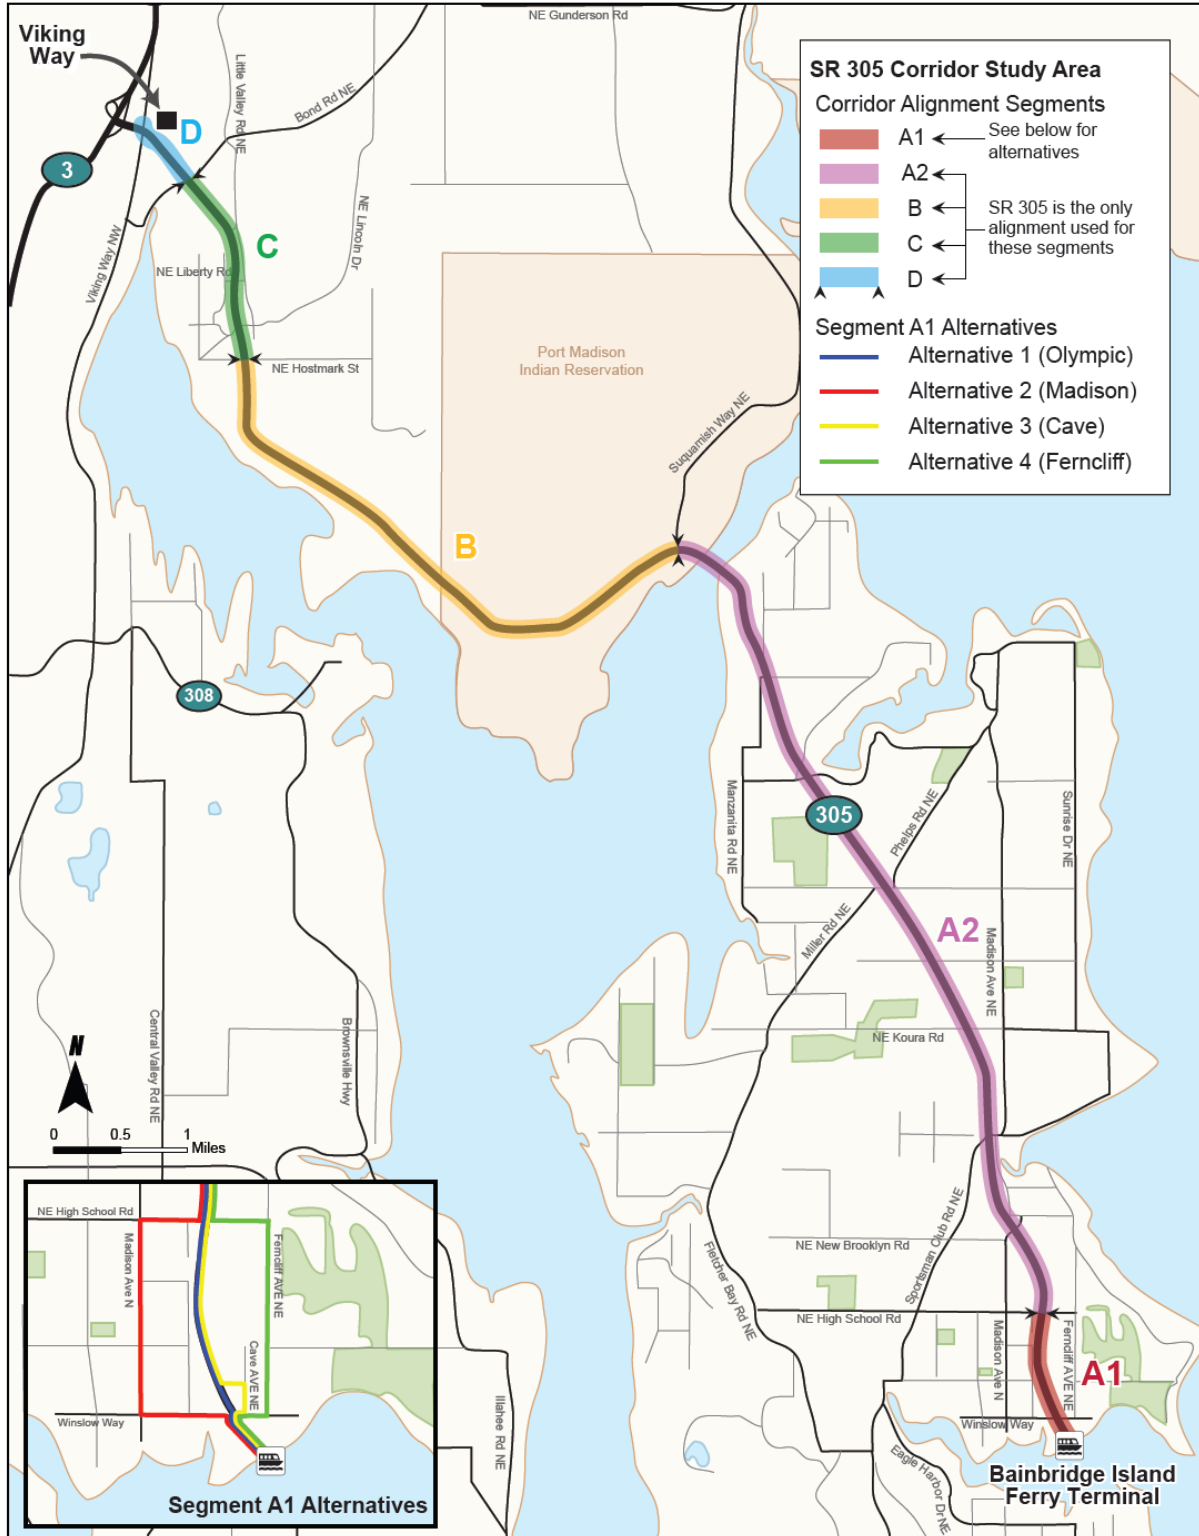 NE Gunderson Rd
Viking
Way
Little Valley Rd NE
Bond Rd NE
D
3
Viking Way NW
NE Lincoln Dr
C
NE Liberty Rd
NE Hostmark St
Port Madison
Indian Reservation
Suquamish Way NE
B
SR 305 Corridor Study Area
Corridor Alignment Segments
A1
See below for
alternatives
A2
B
C
D
SR 305 is the only
alignment used for
these segments
Segment A1 Alternatives
Alternative 1 (Olympic)
Alternative 2 (Madison)
Alternative 3 (Cave)
Alternative 4 (Ferncliff)
308
305
Manzanita Rd NE
Phelps Rd NE
Sunrise Dr NE
Miller Rd NE
A2
Madison Ave NE
NE Koura Rd
Central Valley Rd NE
Brownsville Hwy
N
0 0.5 1
Miles
Sportsman Club Rd NE
NE New Brooklyn Rd
Fletcher Bay Rd NE
NE High School Rd
Madison Ave N
Ferncliff AVE NE
A1
Winslow Way
Eagle Harbor Dr NE
Illahee Rd NE
Bainbridge Island
Ferry Terminal
NE High School Rd
Madison Ave N
Ferncliff AVE NE
Cave AVE NE
Winslow Way
Segment A1 Alternatives